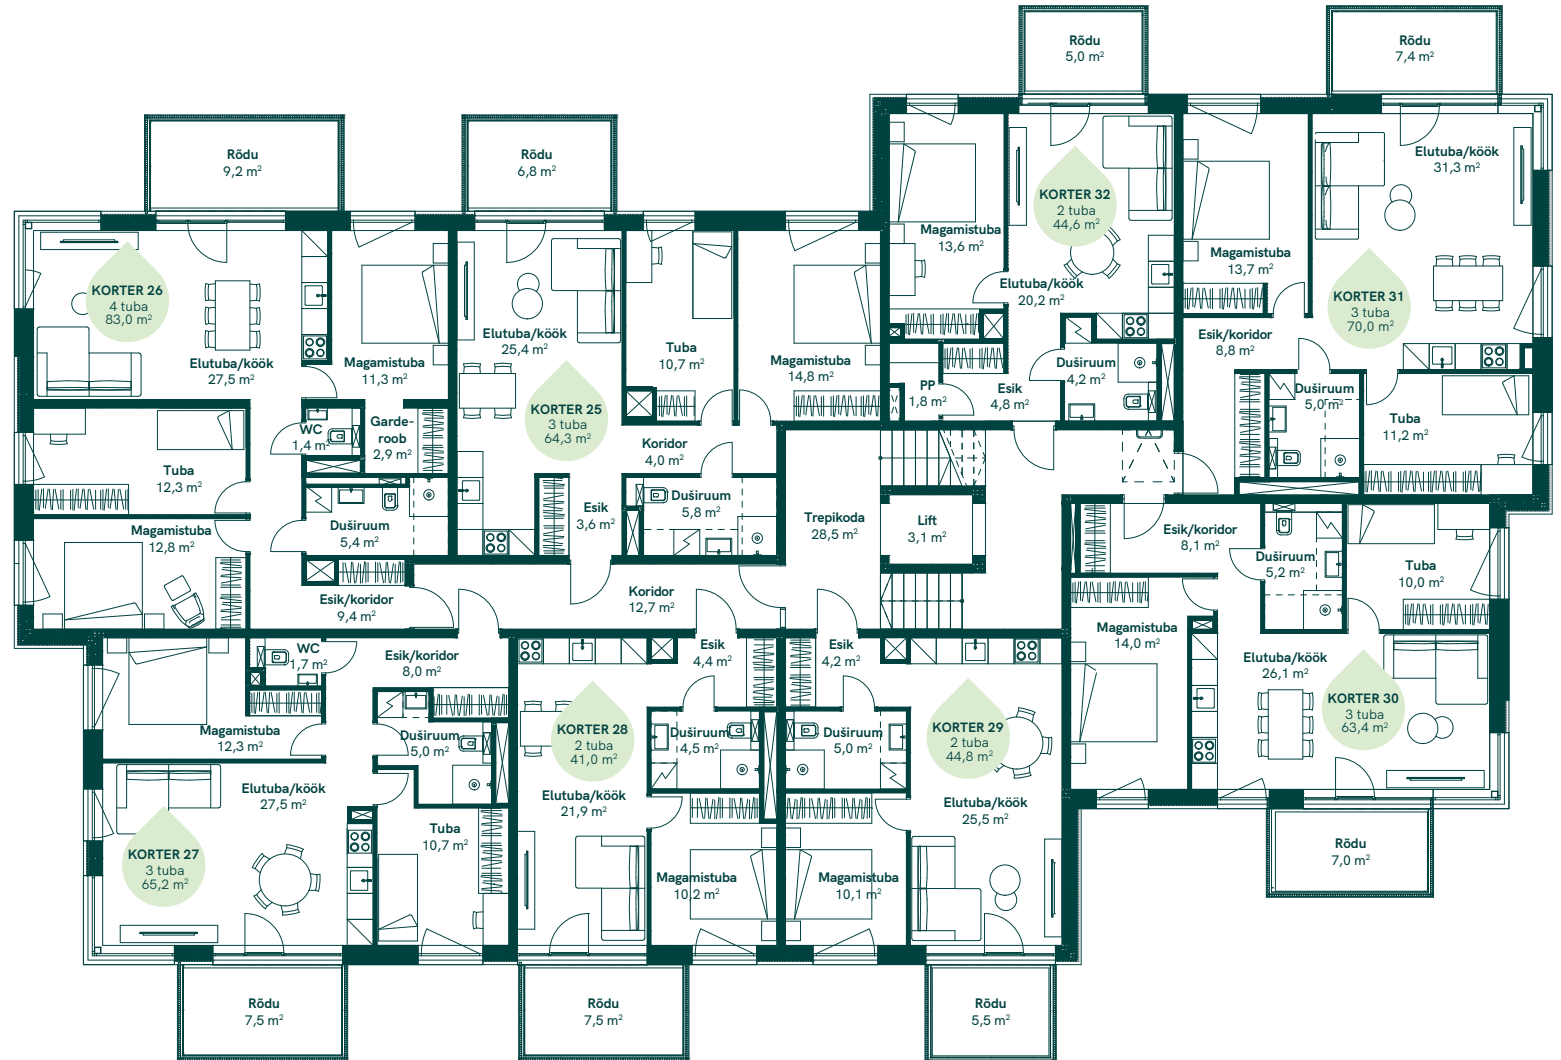 Rõdu
5,0 m²
Rõdu
7,4 m²
Rõdu
9,2 m²
Rõdu
6,8 m²
KORTER 26
4 tuba
83,0 m²
Elutuba/köök
27,5 m²
Magamistuba
11,3 m²
WC
1,4 m²
Garde-
roob
2,9 m²
Tuba
12,3 m²
Magamistuba
12,8 m²
Duširuum
5,4 m²
Esik/koridor
9,4 m²
Elutuba/köök
25,4 m²
KORTER 25
3 tuba
64,3 m²
Tuba
10,7 m²
Magamistuba
14,8 m²
Koridor
4,0 m²
Esik
3,6 m²
Duširuum
5,8 m²
Koridor
12,7 m²
Trepikoda
28,5 m²
Lift
3,1 m²
KORTER 32
2 tuba
44,6 m²
Magamistuba
13,6 m²
Elutuba/köök
20,2 m²
Duširuum
4,2 m²
PP
1,8 m²
Esik
4,8 m²
Elutuba/köök
31,3 m²
Magamistuba
13,7 m²
KORTER 31
3 tuba
70,0 m²
Esik/koridor
8,8 m²
Duširuum
5,0 m²
Tuba
11,2 m²
Esik/koridor
8,1 m²
Duširuum
5,2 m²
Tuba
10,0 m²
Magamistuba
14,0 m²
Elutuba/köök
26,1 m²
KORTER 30
3 tuba
63,4 m²
Rõdu
7,0 m²
WC
1,7 m²
Esik/koridor
8,0 m²
Magamistuba
12,3 m²
Duširuum
5,0 m²
Elutuba/köök
27,5 m²
KORTER 27
3 tuba
65,2 m²
Tuba
10,7 m²
Esik
4,4 m²
KORTER 28
2 tuba
41,0 m²
Duširuum
4,5 m²
Elutuba/köök
21,9 m²
Magamistuba
10,2 m²
Esik
4,2 m²
Duširuum
5,0 m²
KORTER 29
2 tuba
44,8 m²
Elutuba/köök
25,5 m²
Magamistuba
10,1 m²
Rõdu
7,5 m²
Rõdu
7,5 m²
Rõdu
5,5 m²